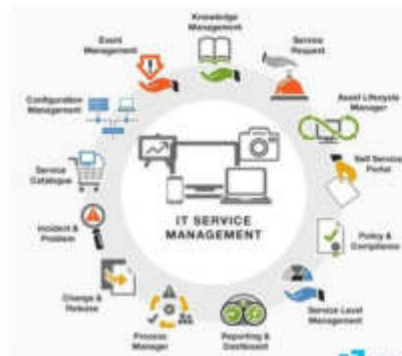 Knowledge
Management
Service
Request
Asset Lifecycle
Manager
Self Service
Portal
Policy &
Compliance
Service Level
Management
Reporting &
Dashboard
Process
Manager
Change &
Release
Incident &
Problem
Service
Catalogue
Configuration
Management
Event
Management
IT SERVICE
MANAGEMENT